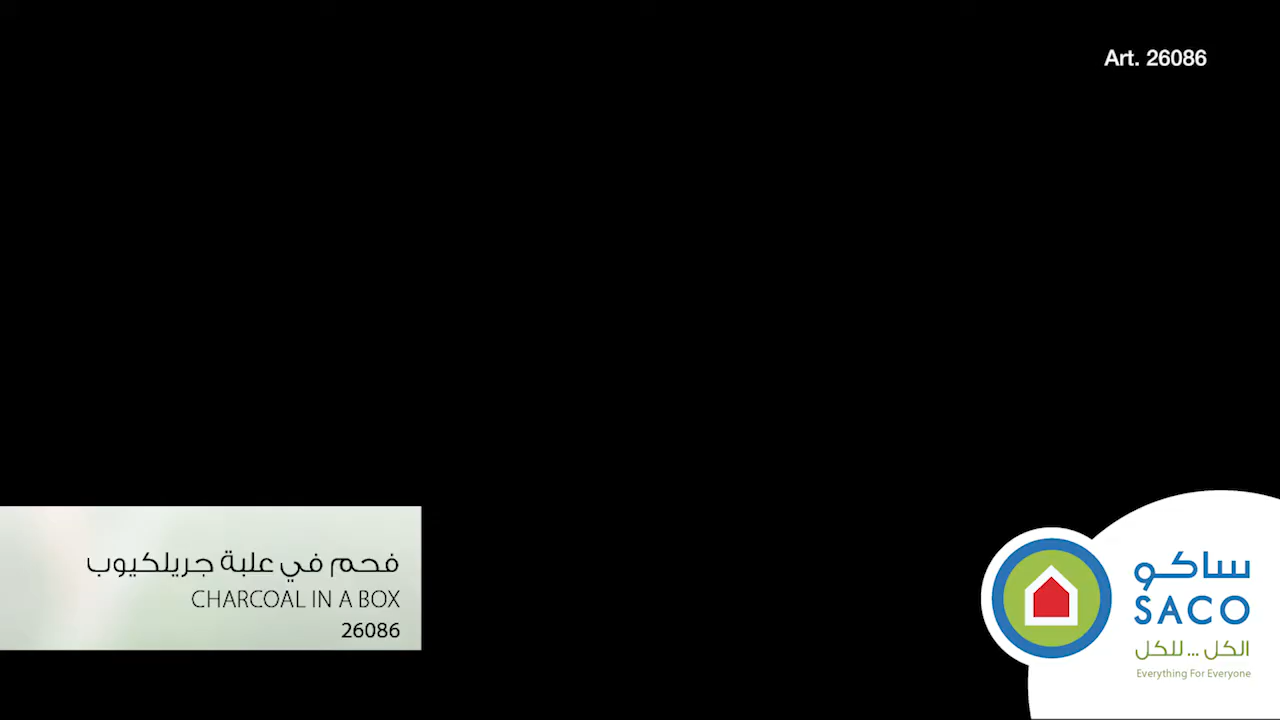 Art. 26086
فحم في علبة جريلكيوب
CHARCOAL IN A BOX
26086
ساكو
SACO
الكل ... للكل
Everything For Everyone